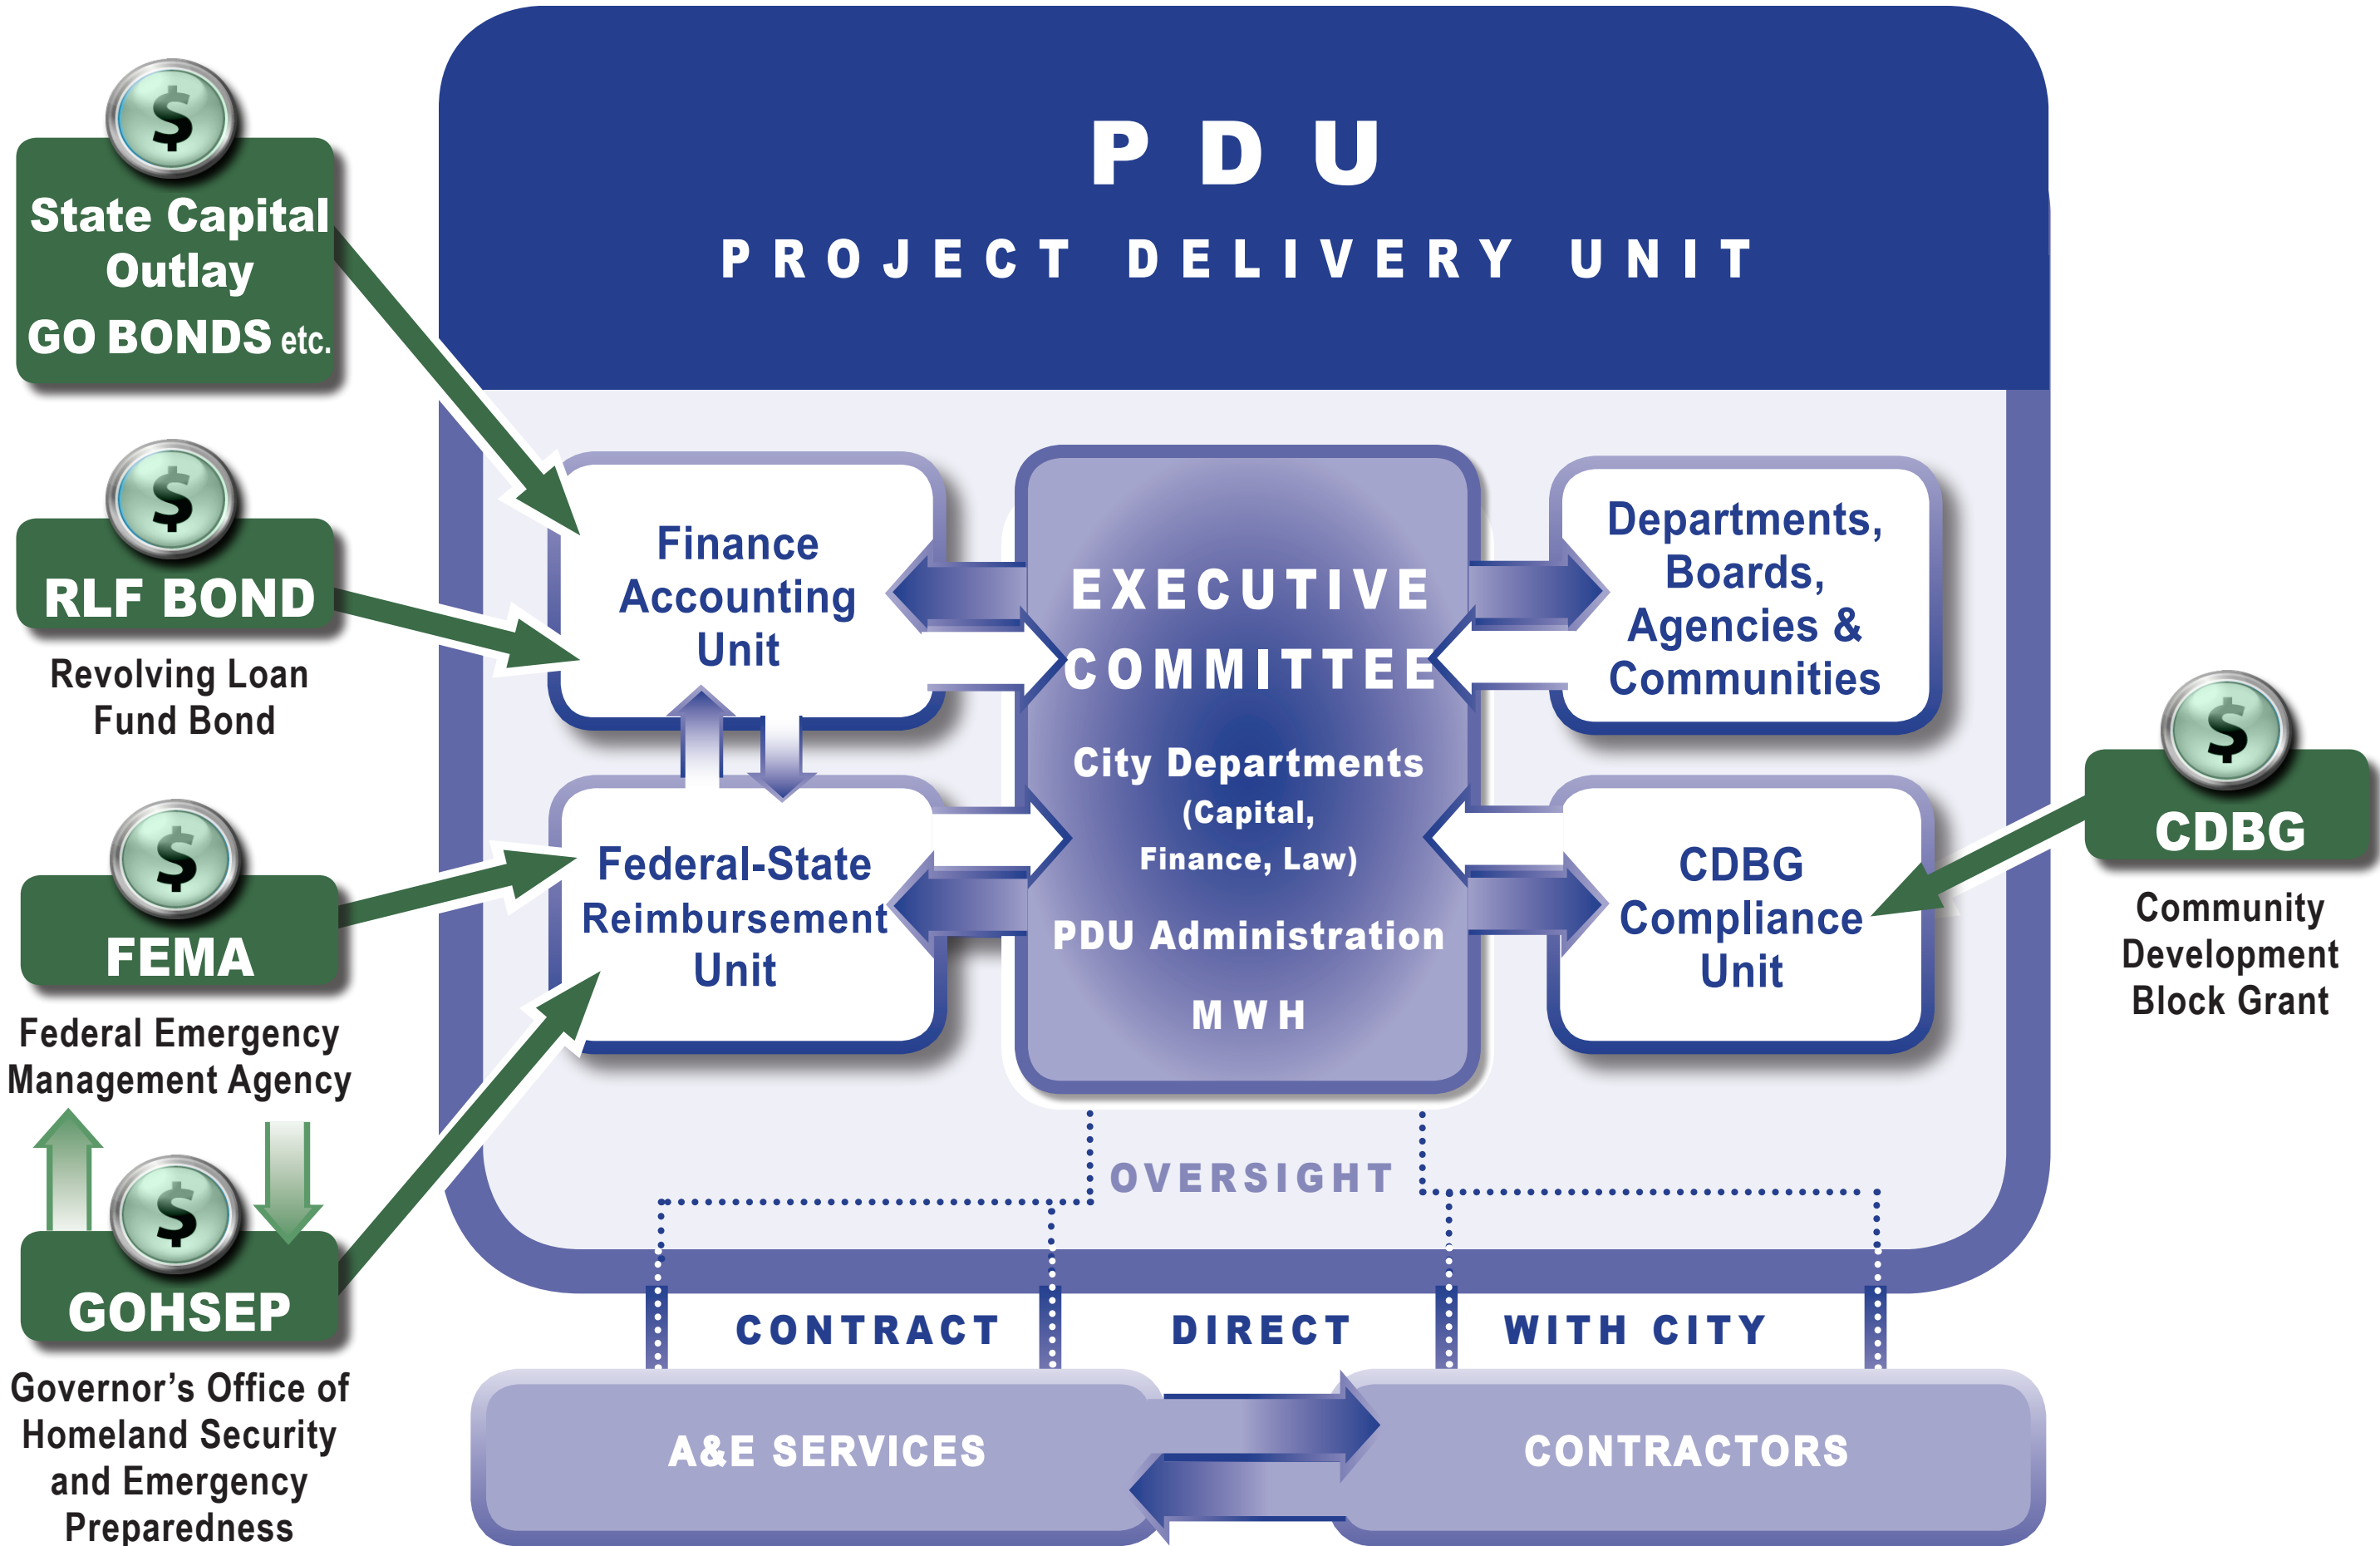 PDU
PROJECT DELIVERY UNIT
$
State Capital
Outlay
GO BONDS etc.
$
RLF BOND
Revolving Loan
Fund Bond
$
FEMA
Federal Emergency
Management Agency
$
GOHSEP
Governor’s Office of
Homeland Security
and Emergency
Preparedness
Finance
Accounting
Unit
Federal-State
Reimbursement
Unit
EXECUTIVE
COMMITTEE
City Departments
(Capital,
Finance, Law)
PDU Administration
MWH
Departments,
Boards,
Agencies &
Communities
CDBG
Compliance
Unit
$
CDBG
Community
Development
Block Grant
OVERSIGHT
CONTRACT DIRECT WITH CITY
A&E SERVICES
CONTRACTORS